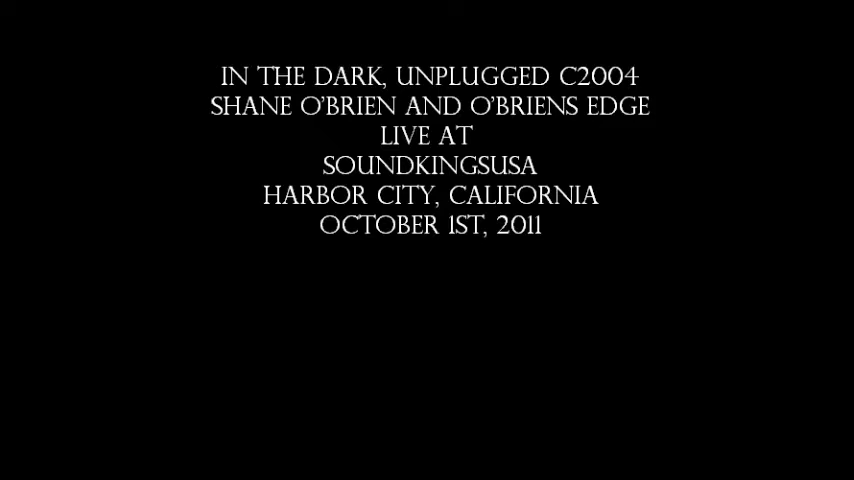 IN THE DARK, UNPLUGGED C2004
SHANE O'BRIEN AND O'BRIENS EDGE
LIVE AT
SOUNDKINGSUSA
HARBOR CITY, CALIFORNIA
OCTOBER 1ST, 2011